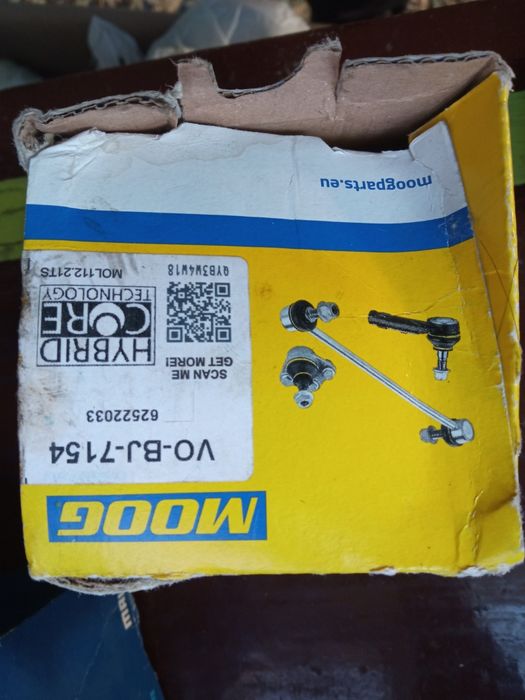 MOOG
VO-BJ-7154
62522033
SCAN ME
GET MORE!
HYBRID
CORE
TECHNOLOGY
QYB3W4W18
MOL112.21TS
moogparts.eu